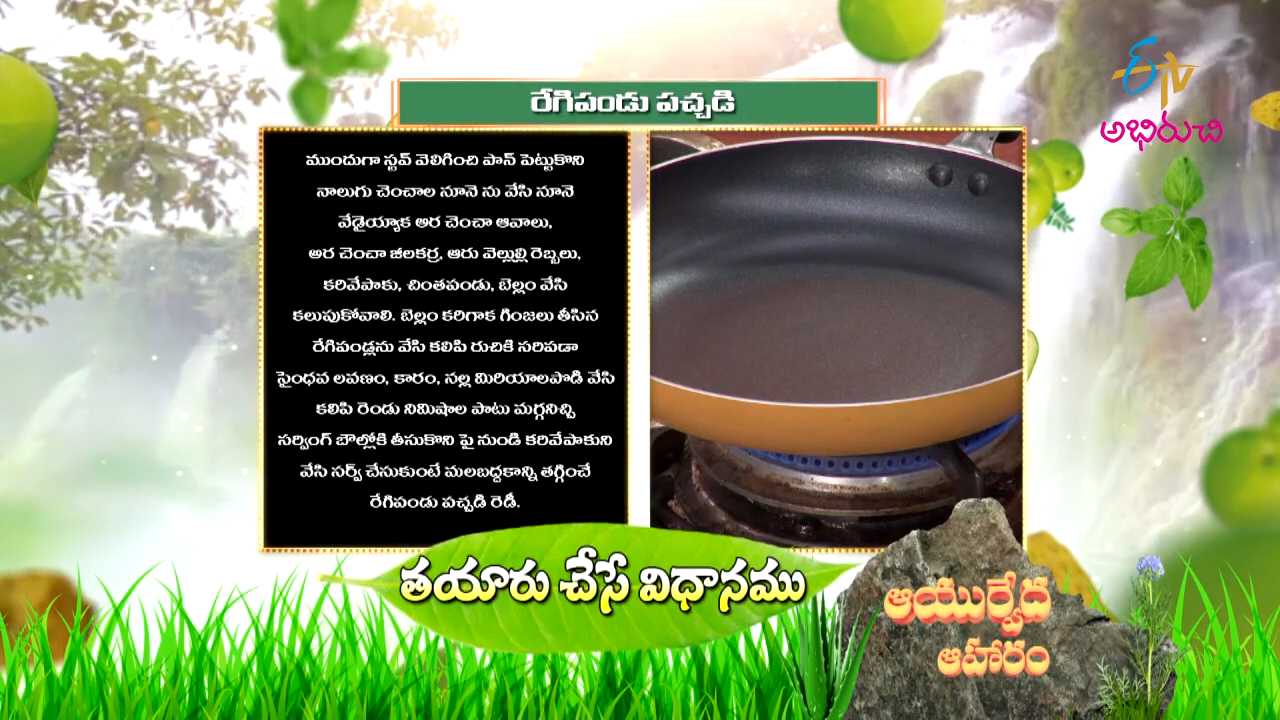 రేగిపండు పచ్చడి
ETV
అభిరుచి
ముందుగా స్టవ్ వెలిగించి పాన్ పెట్టుకొని
నాలుగు చెంచాల నూనె ను వేసి నూనె
వేడైయ్యాక అర చెంచా ఆవాలు,
అర చెంచా జీలకర్ర, ఆరు వెల్లుల్లి రెబ్బలు,
కరివేపాకు, చింతపండు, బెల్లం వేసి
కలుపుకోవాలి. బెల్లం కరిగాక గింజలు తీసిన
రేగిపండ్లను వేసి కలిపి రుచికి సరిపడా
సైంధవ లవణం, కారం, నల్ల మిరియాలపొడి వేసి
కలిపి రెండు నిమిషాల పాటు మగ్గనిచ్చి
సర్వింగ్ బౌల్లోకి తీసుకొని పై నుండి కరివేపాకుని
వేసి సర్వ్ చేసుకుంటే మలబద్దకాన్ని తగ్గించే
రేగిపండు పచ్చడి రెడీ.
తయారు చేసే విధానము
ఆయుర్వేద
ఆహారం